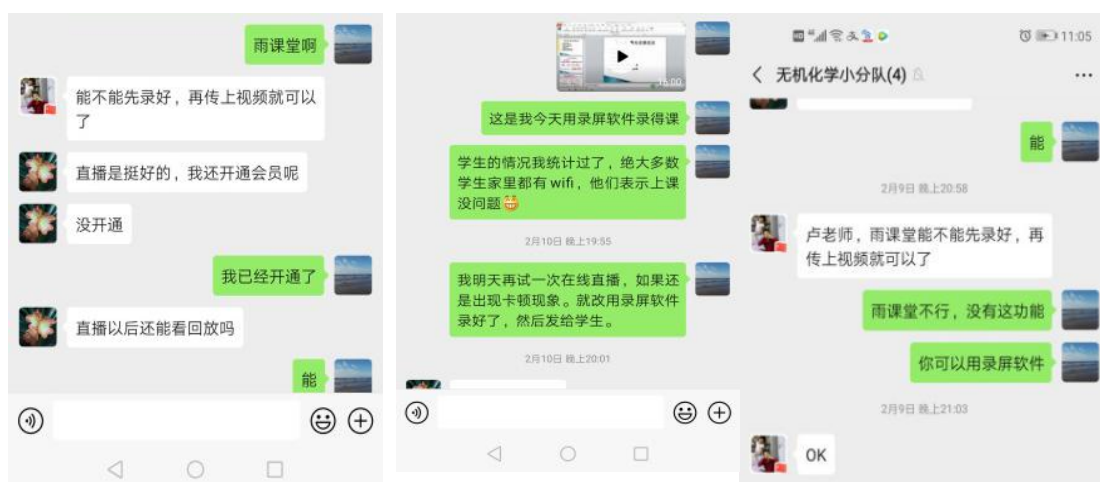 雨课堂啊
能不能先录好，再传上视频就可以
了
直播是挺好的，我还开通会员呢
没开通
我已经开通了
直播以后还能看回放吗
能
16:00
这是我今天用录屏软件录得课
学生的情况我统计过了，绝大多数
学生家里都有wifi，他们表示上课
没问题
2月10日 晚上19:55
我明天再试一次在线直播，如果还
是出现卡顿现象。就改用录屏软件
录好了，然后发给学生。
2月10日 晚上20:01
11:05
无机化学小分队(4)
能
2月9日 晚上20:58
卢老师，雨课堂能不能先录好，再
传上视频就可以了
雨课堂不行，没有这功能
你可以用录屏软件
2月9日 晚上21:03
OK